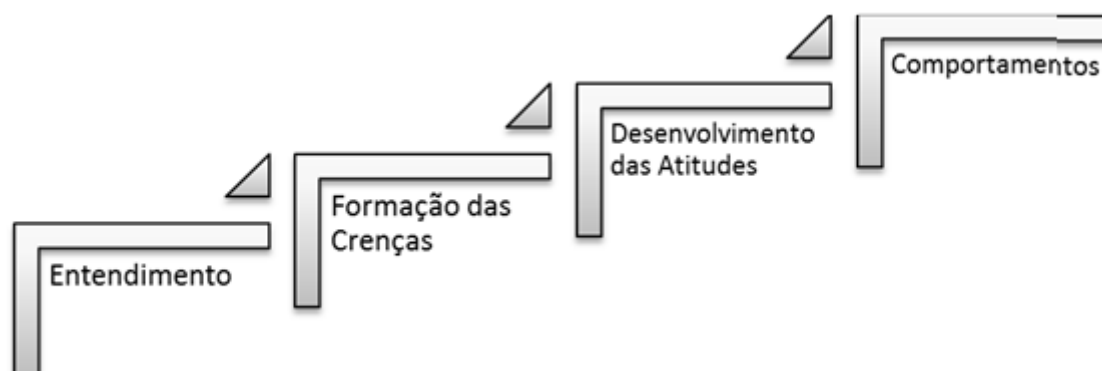 Entendimento
Formação das
Crenças
Desenvolvimento
das Atitudes
Comportamentos